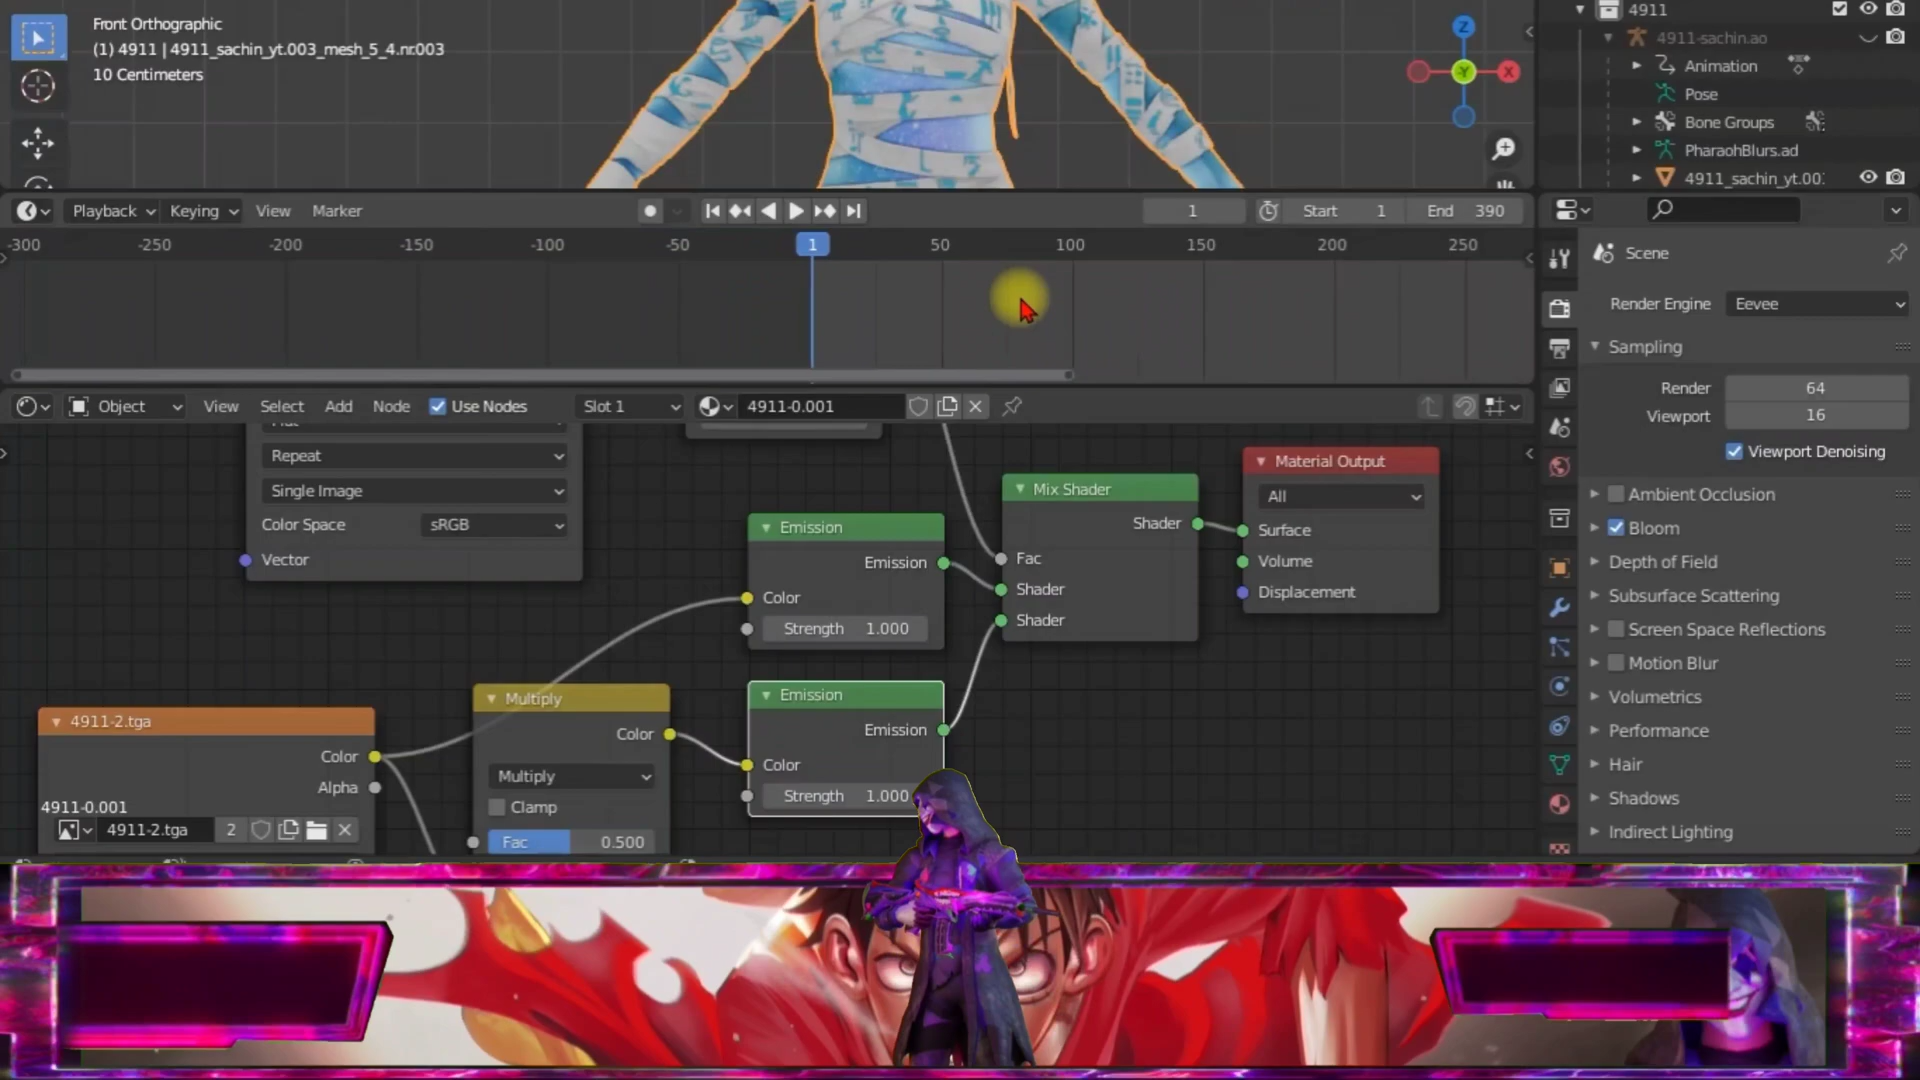 Front Orthographic
(1) 4911 | 4911_sachin_yt.003_mesh_5_4.nr.003
10 Centimeters
Z
-Y
X
4911
4911-sachin.ao
Animation
Pose
Bone Groups
PharaohBlurs.ad
4911_sachin_yt.00
Playback
Keying
View
Marker
1
Start 1
End 390
-300
-250
-200
-150
-100
-50
1
50
100
150
200
250
Object
View
Select
Add
Node
Use Nodes
Slot 1
4911-0.001
Repeat
Single Image
Color Space
sRGB
Vector
Emission
Emission
Color
Strength 1.000
Mix Shader
Shader
Fac
Shader
Shader
Material Output
All
Surface
Volume
Displacement
4911-2.tga
Color
Alpha
4911-0.001
4911-2.tga
2
Multiply
Color
Multiply
Clamp
Fac 0.500
Emission
Emission
Color
Strength 1.000
Scene
Render Engine
Eevee
Sampling
Render 64
Viewport 16
Viewport Denoising
Ambient Occlusion
Bloom
Depth of Field
Subsurface Scattering
Screen Space Reflections
Motion Blur
Volumetrics
Performance
Hair
Shadows
Indirect Lighting